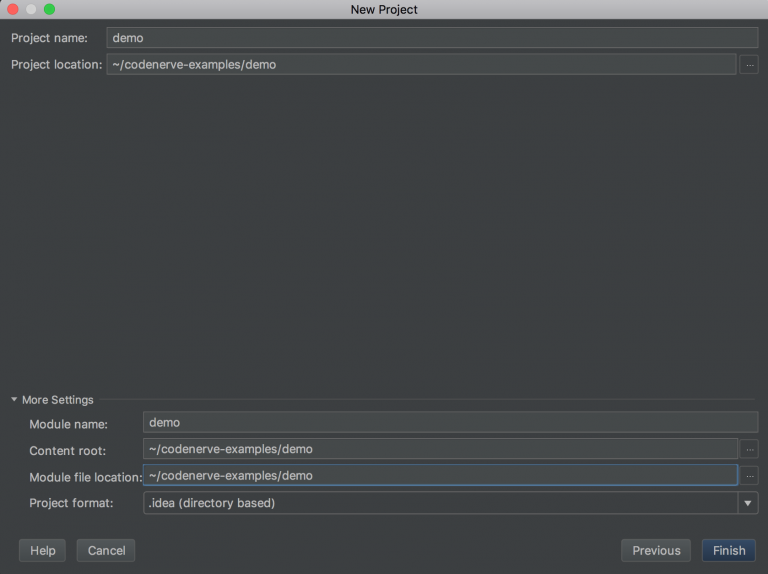 New Project
Project name: demo
Project location: ~/codenerve-examples/demo ...
More Settings
Module name: demo
Content root: ~/codenerve-examples/demo ...
Module file location: ~/codenerve-examples/demo ...
Project format: .idea (directory based)
Help Cancel Previous Finish